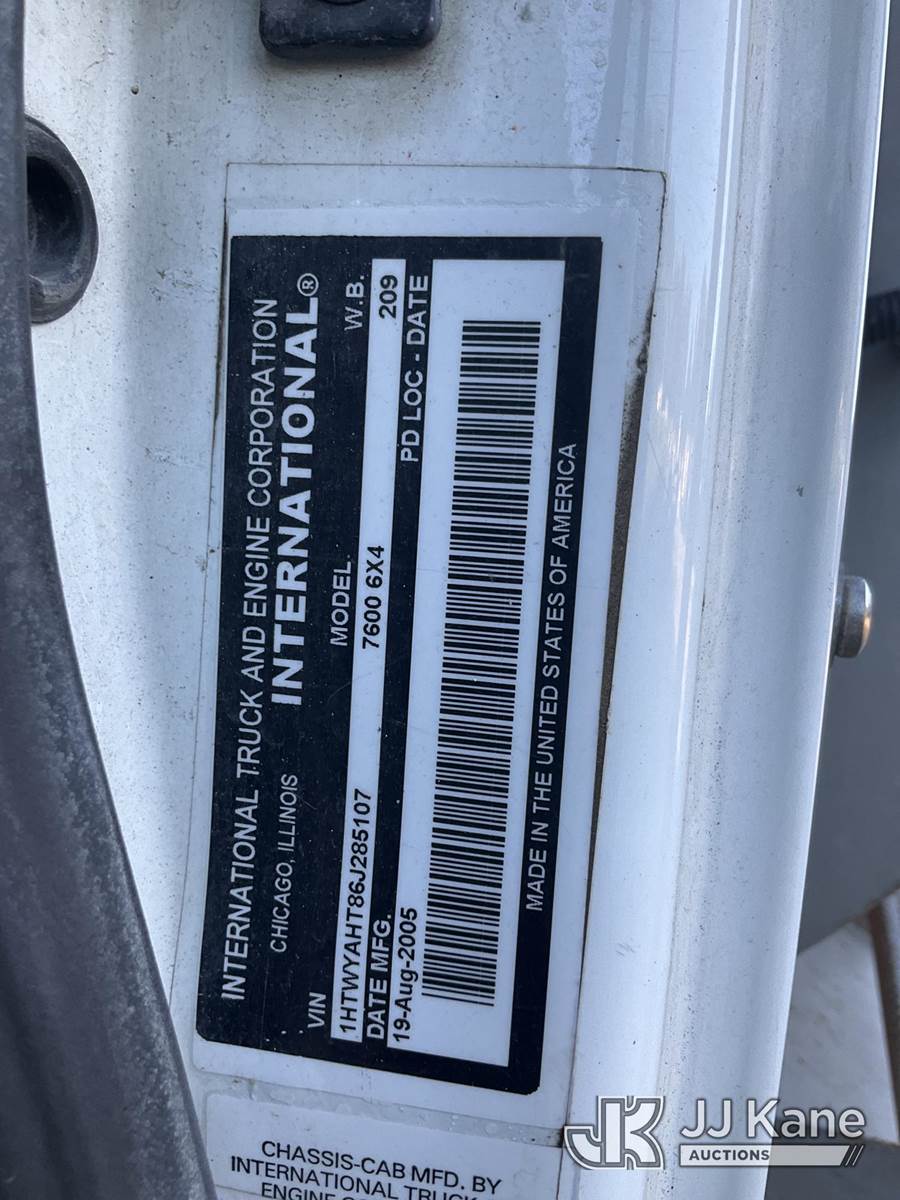 INTERNATIONAL TRUCK AND ENGINE CORPORATION
CHICAGO, ILLINOIS
INTERNATIONAL®
VIN MODEL W.B.
1HTWYAHT86J285107 7600 6X4 209
DATE MFG. PD LOC - DATE
19-Aug-2005
MADE IN THE UNITED STATES OF AMERICA
CHASSIS-CAB MFD. BY
INTERNATIONAL TRUCK
ENGINE
JK JJ Kane
AUCTIONS